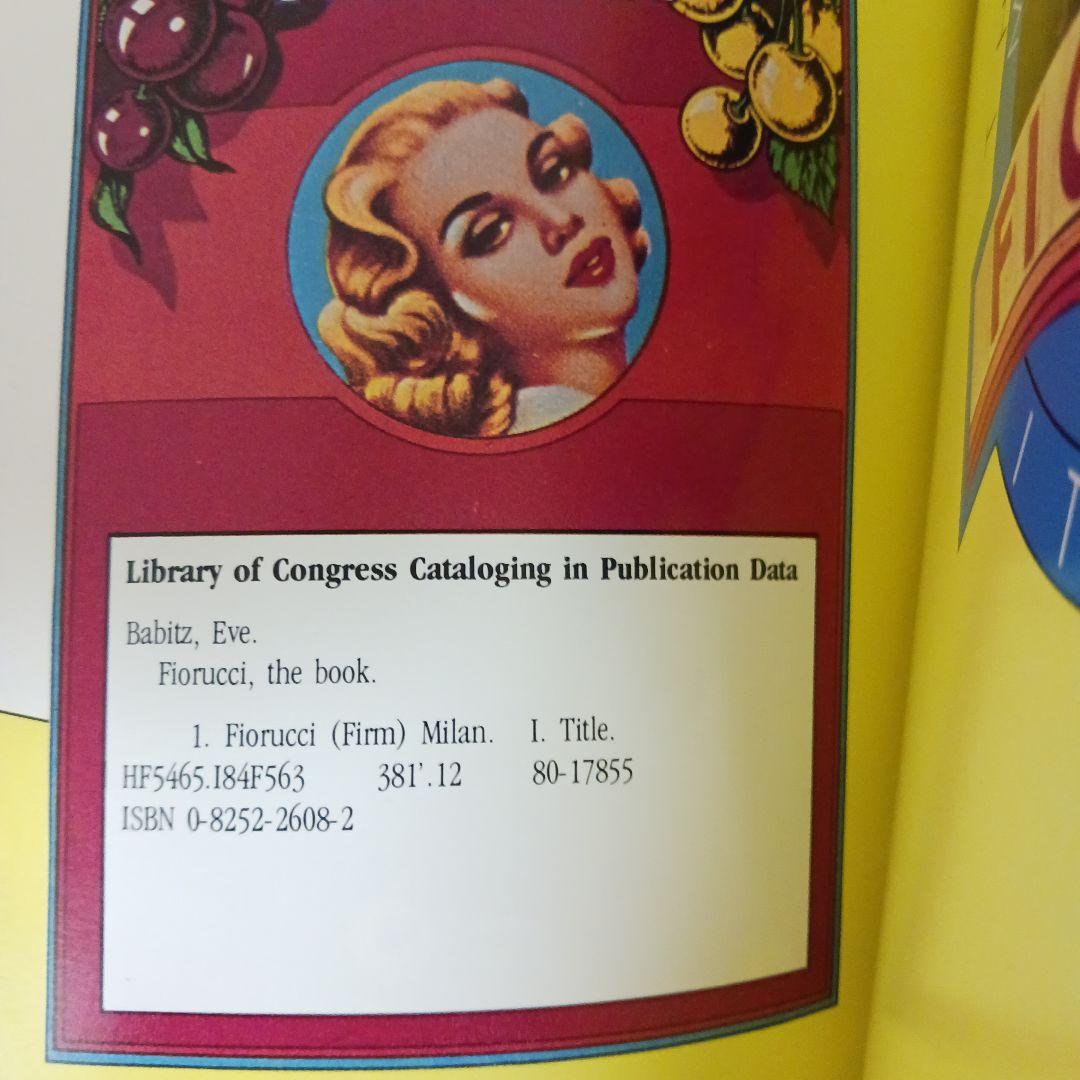 Library of Congress Cataloging in Publication Data
Babitz, Eve.
Fiorucci, the book.
1. Fiorucci (Firm) Milan. I. Title.
HF5465.I84F563 381'.12 80-17855
ISBN 0-8252-2608-2